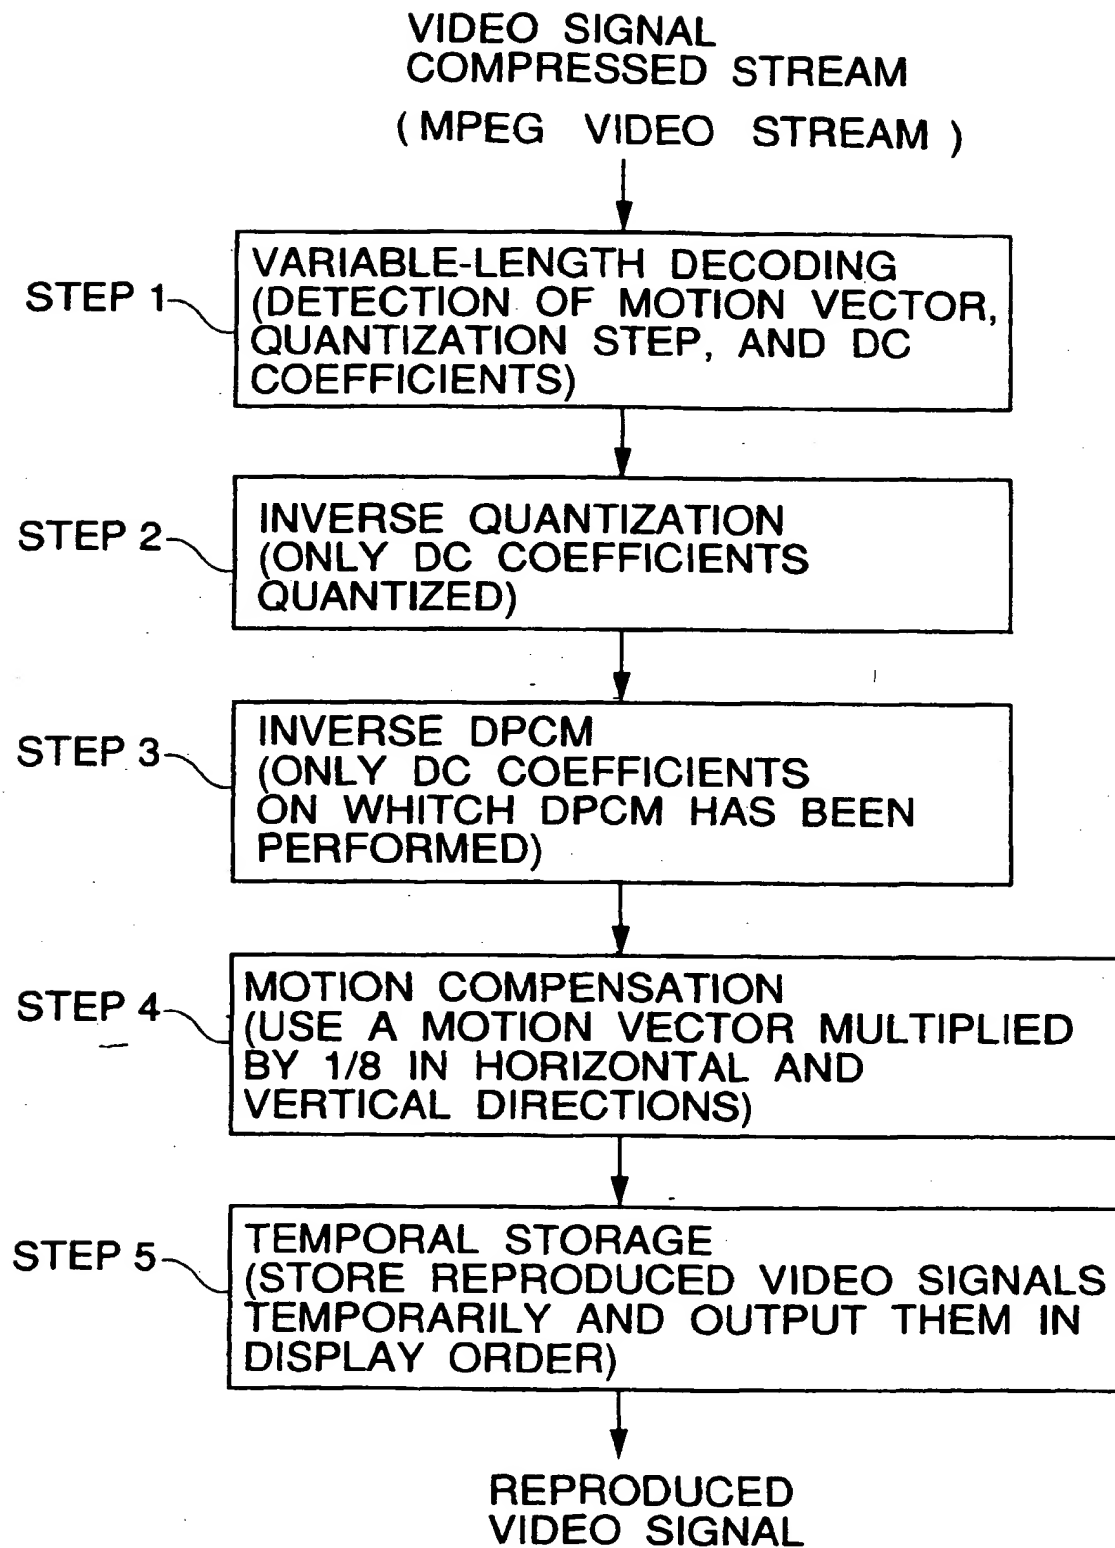 VIDEO SIGNAL
COMPRESSED STREAM
(MPEG VIDEO STREAM)
STEP 1
VARIABLE-LENGTH DECODING
(DETECTION OF MOTION VECTOR,
QUANTIZATION STEP, AND DC
COEFFICIENTS)
STEP 2
INVERSE QUANTIZATION
(ONLY DC COEFFICIENTS
QUANTIZED)
STEP 3
INVERSE DPCM
(ONLY DC COEFFICIENTS
ON WHITCH DPCM HAS BEEN
PERFORMED)
STEP 4
MOTION COMPENSATION
(USE A MOTION VECTOR MULTIPLIED
BY 1/8 IN HORIZONTAL AND
VERTICAL DIRECTIONS)
STEP 5
TEMPORAL STORAGE
(STORE REPRODUCED VIDEO SIGNALS
TEMPORARILY AND OUTPUT THEM IN
DISPLAY ORDER)
REPRODUCED
VIDEO SIGNAL